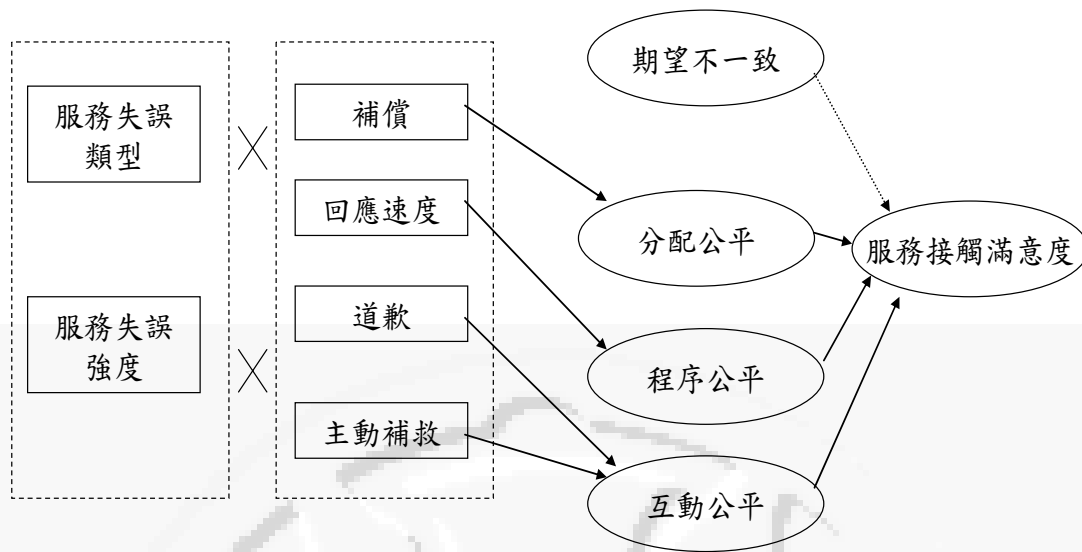 服務失誤
類型
服務失誤
強度
補償
回應速度
道歉
主動補救
期望不一致
分配公平
程序公平
互動公平
服務接觸滿意度